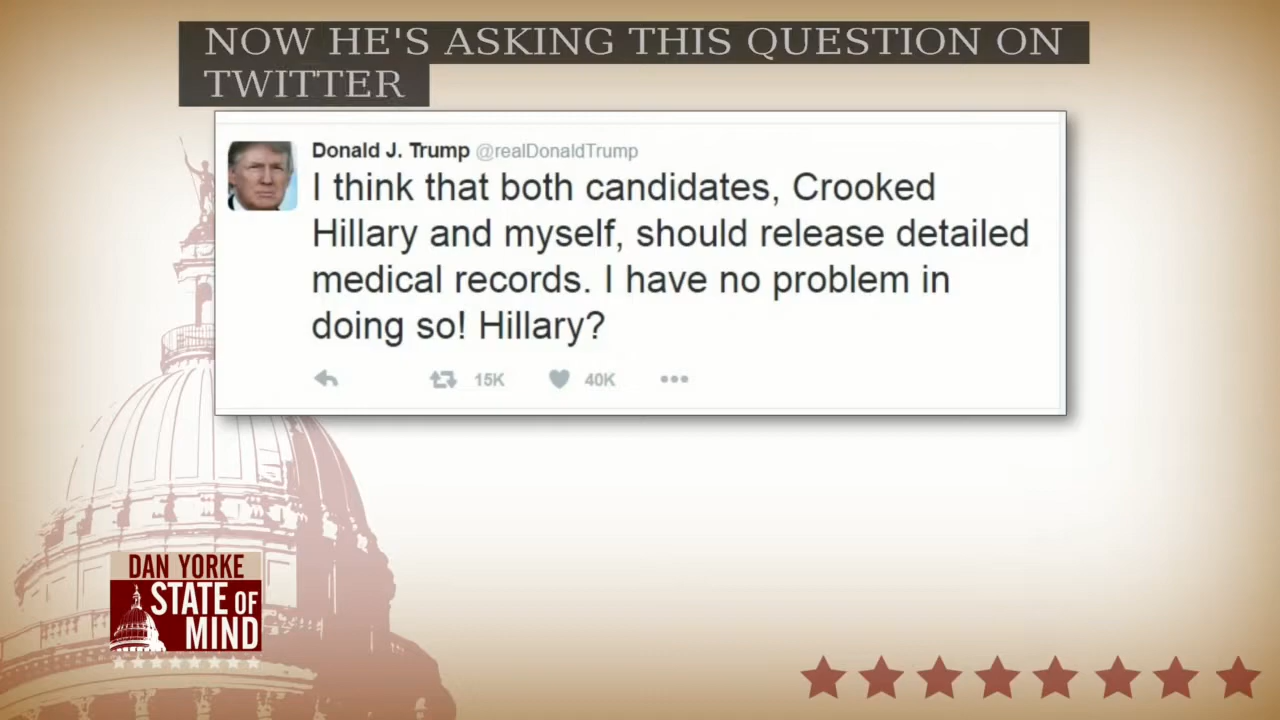 NOW HE'S ASKING THIS QUESTION ON
TWITTER
Donald J. Trump @realDonaldTrump
I think that both candidates, Crooked
Hillary and myself, should release detailed
medical records. I have no problem in
doing so! Hillary?
15K 40K
DAN YORKE
STATE OF
MIND